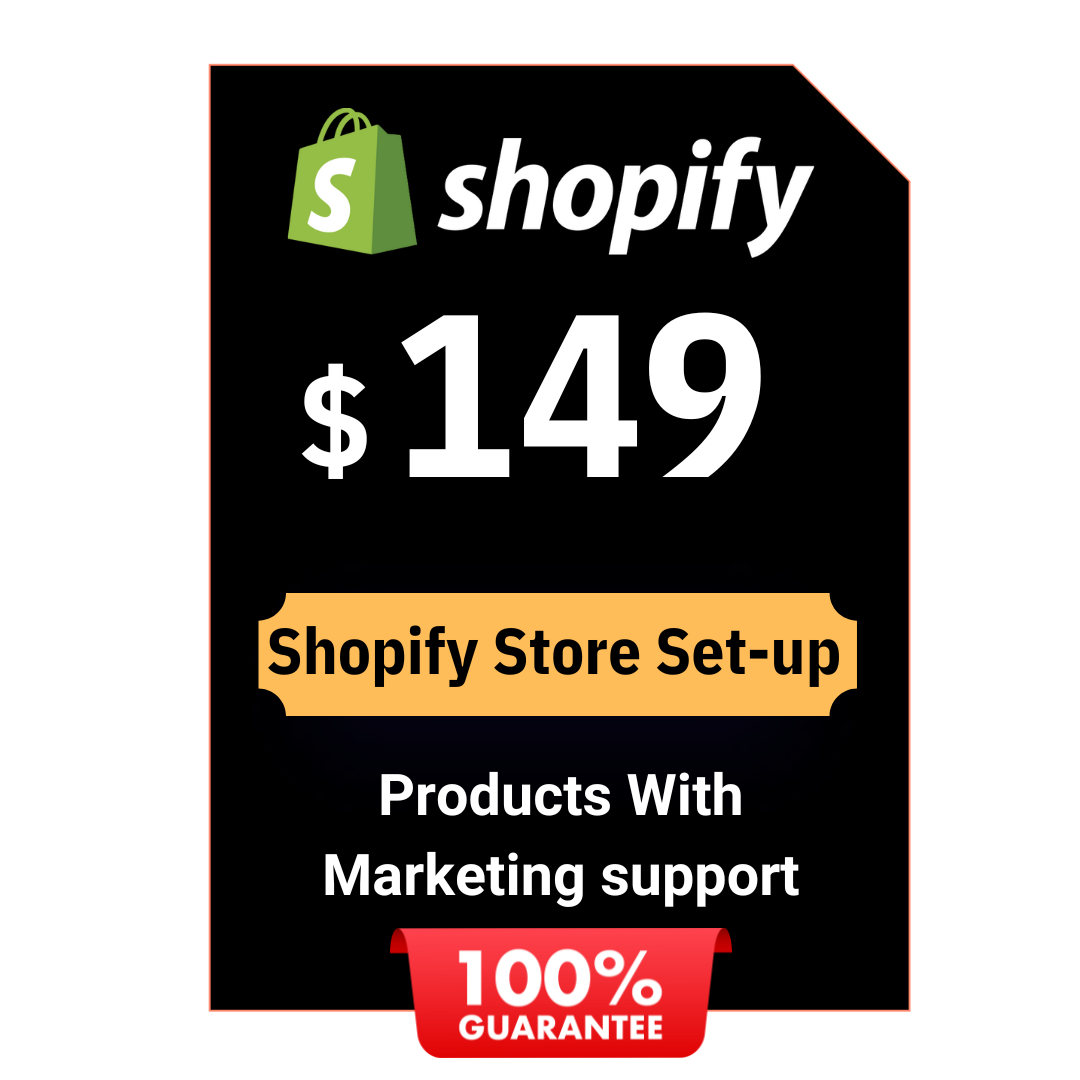 S shopify
$ 149
Shopify Store Set-up
Products With
Marketing support
100%
GUARANTEE